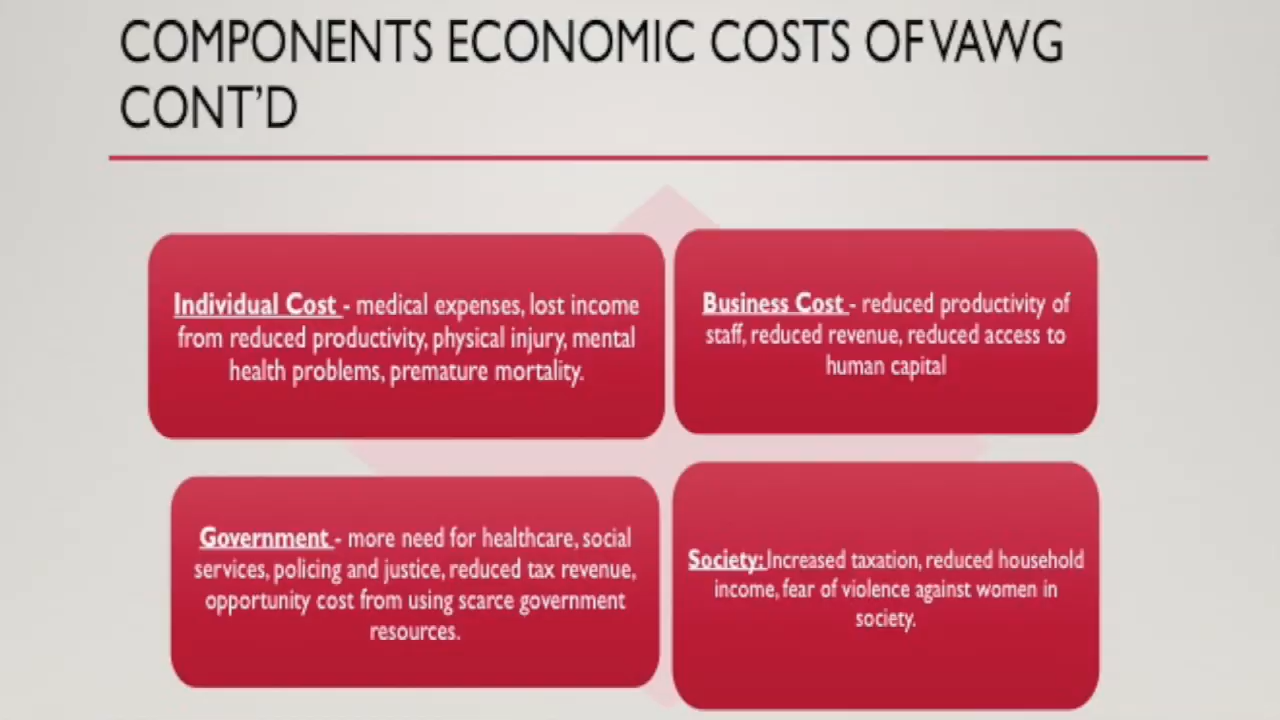 COMPONENTS ECONOMIC COSTS OF VAWG
CONT'D
Individual Cost - medical expenses, lost income
from reduced productivity, physical injury, mental
health problems, premature mortality.
Business Cost - reduced productivity of
staff, reduced revenue, reduced access to
human capital
Government - more need for healthcare, social
services, policing and justice, reduced tax revenue,
opportunity cost from using scarce government
resources.
Society: Increased taxation, reduced household
income, fear of violence against women in
society.